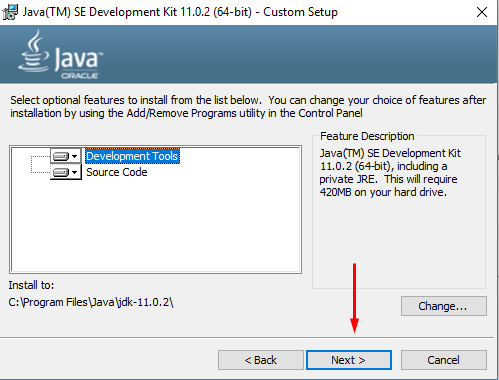 Java(TM) SE Development Kit 11.0.2 (64-bit) - Custom Setup
Java
ORACLE
Select optional features to install from the list below. You can change your choice of features after
installation by using the Add/Remove Programs utility in the Control Panel
Development Tools
Source Code
Feature Description
Java(TM) SE Development Kit
11.0.2 (64-bit), including a
private JRE. This will require
420MB on your hard drive.
Install to:
C:\Program Files\Java\jdk-11.0.2\
Change...
< Back
Next >
Cancel